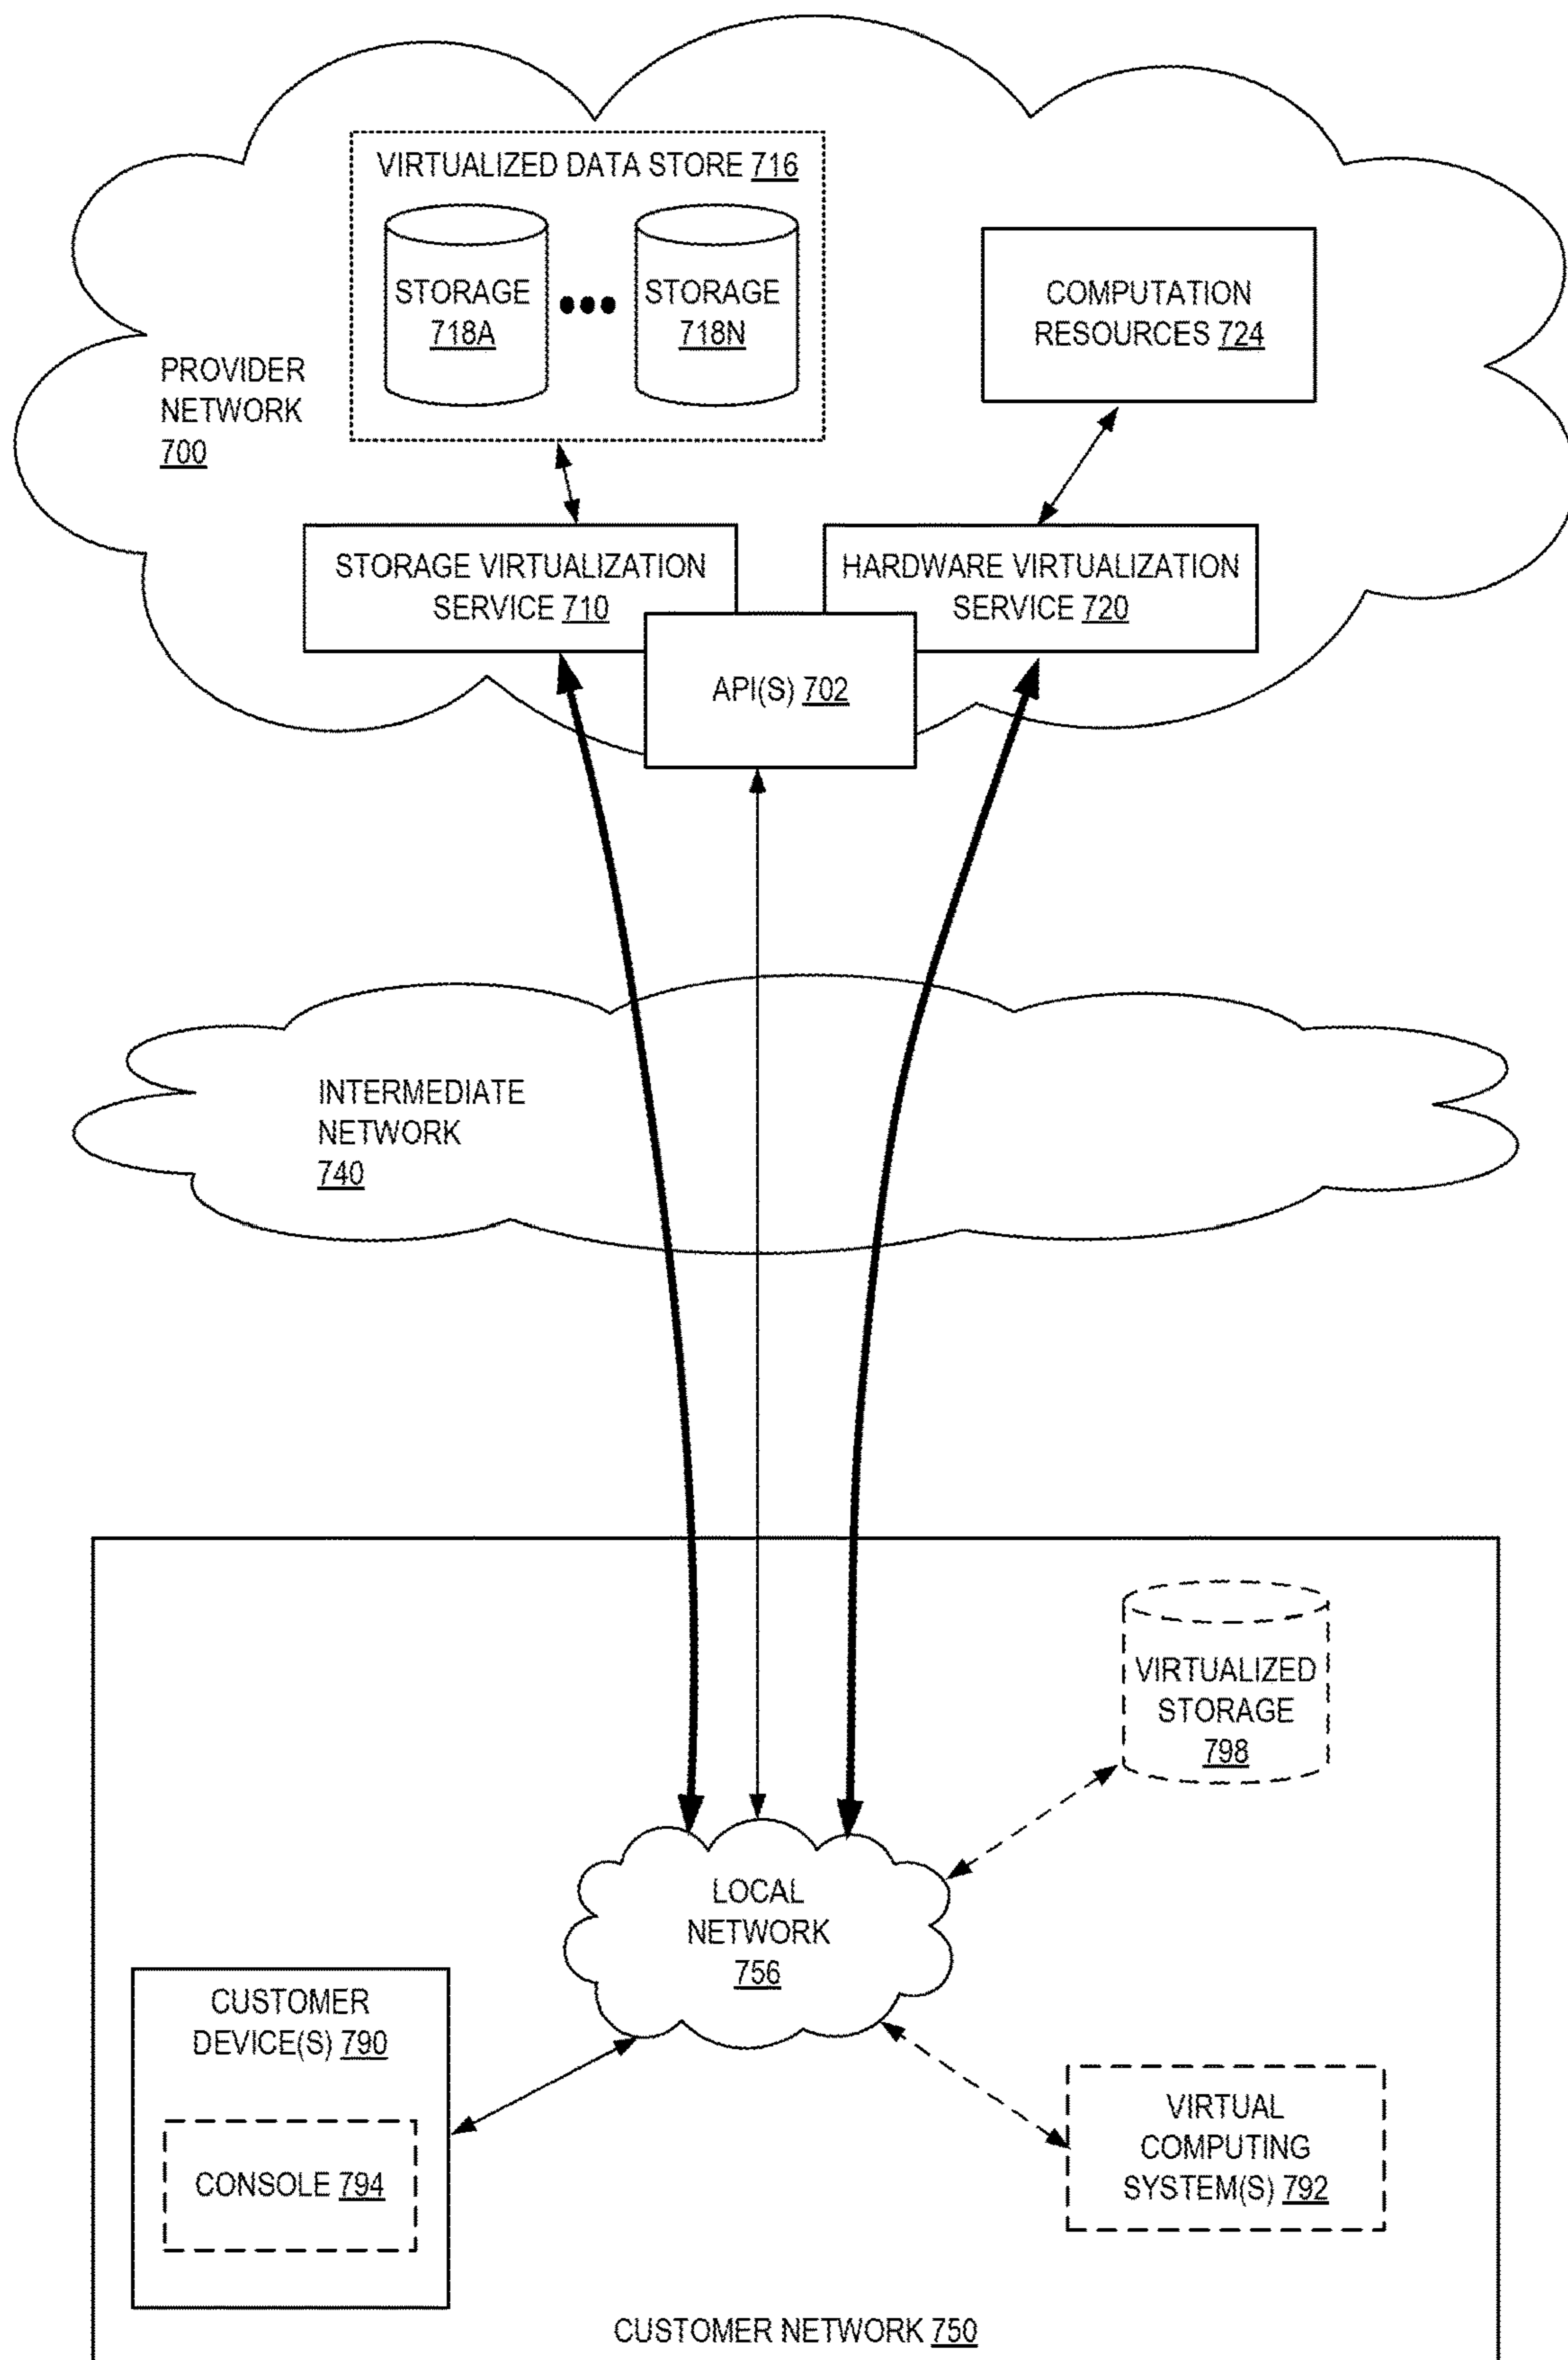 VIRTUALIZED DATA STORE 716
STORAGE
718A
STORAGE
718N
COMPUTATION
RESOURCES 724
PROVIDER
NETWORK
700
STORAGE VIRTUALIZATION
SERVICE 710
HARDWARE VIRTUALIZATION
SERVICE 720
API(S) 702
INTERMEDIATE
NETWORK
740
VIRTUALIZED
STORAGE
798
LOCAL
NETWORK
756
CUSTOMER
DEVICE(S) 790
CONSOLE 794
VIRTUAL
COMPUTING
SYSTEM(S) 792
CUSTOMER NETWORK 750